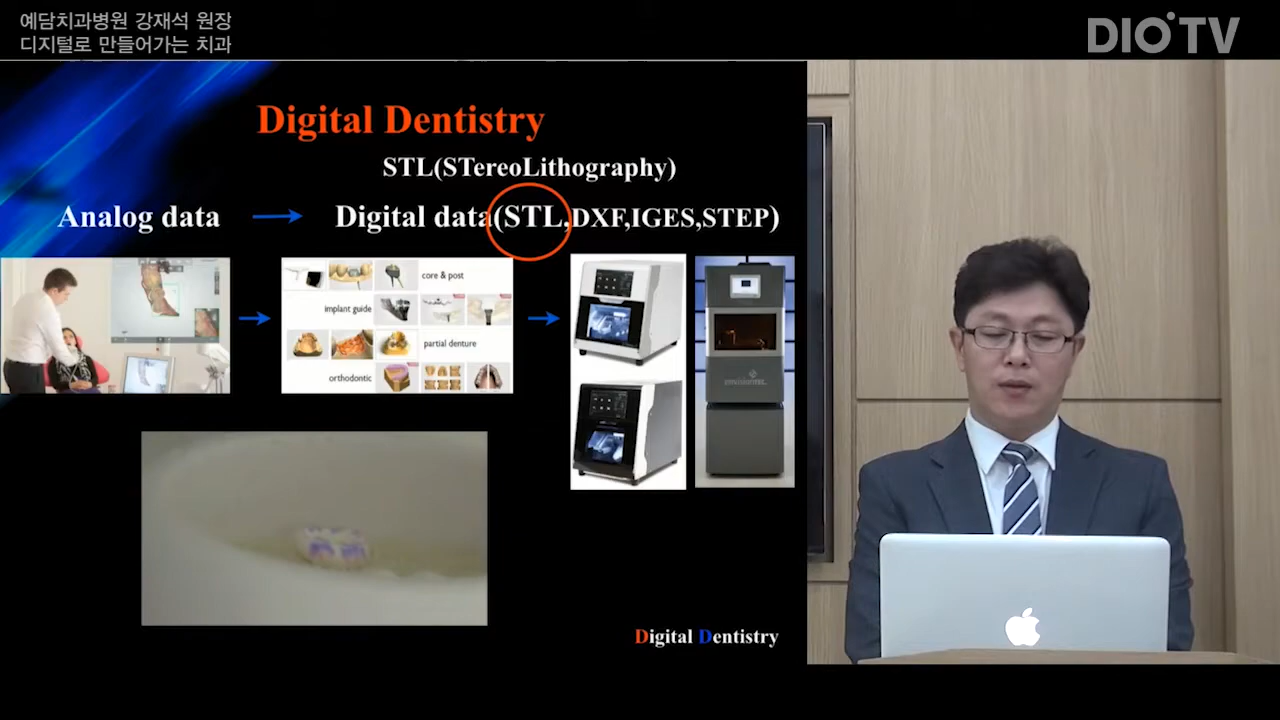 예담치과병원 강재석 원장
디지털로 만들어가는 치과
DIO TV
Digital Dentistry
STL(STereoLithography)
Analog data
Digital data(STL,DXF,IGES,STEP)
core & post
implant guide
partial denture
orthodontic
Digital Dentistry